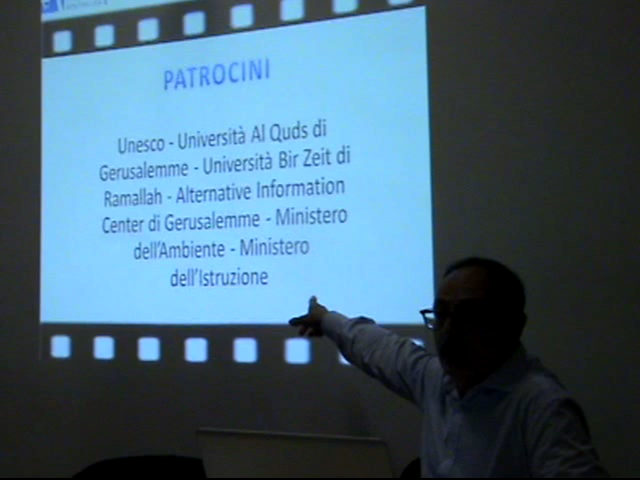 PATROCINI
Unesco - Università Al Quds di
Gerusalemme - Università Bir Zeit di
Ramallah - Alternative Information
Center di Gerusalemme - Ministero
dell'Ambiente - Ministero
dell'Istruzione